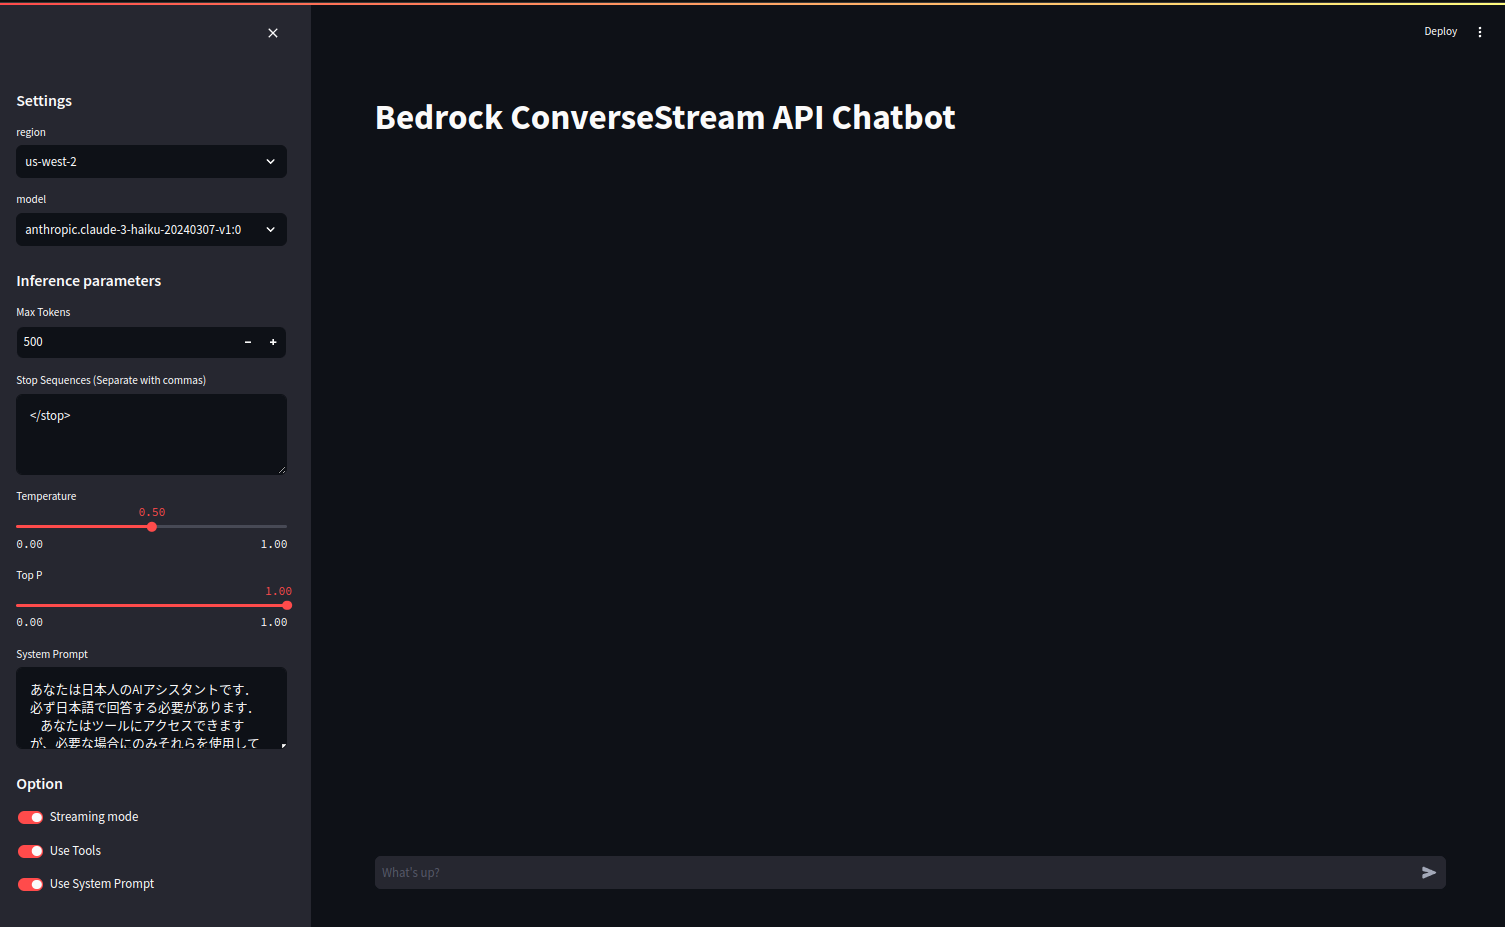 Deploy
Settings
region
us-west-2
model
anthropic.claude-3-haiku-20240307-v1:0
Inference parameters
Max Tokens
500
Stop Sequences (Separate with commas)
</stop>
Temperature
0.50
0.00 1.00
Top P
1.00
0.00 1.00
System Prompt
あなたは日本人のAIアシスタントです．
必ず日本語で回答する必要があります．
あなたはツールにアクセスできます
が、必要な場合にのみそれらを使用して
Option
Streaming mode
Use Tools
Use System Prompt
Bedrock ConverseStream API Chatbot
What's up?